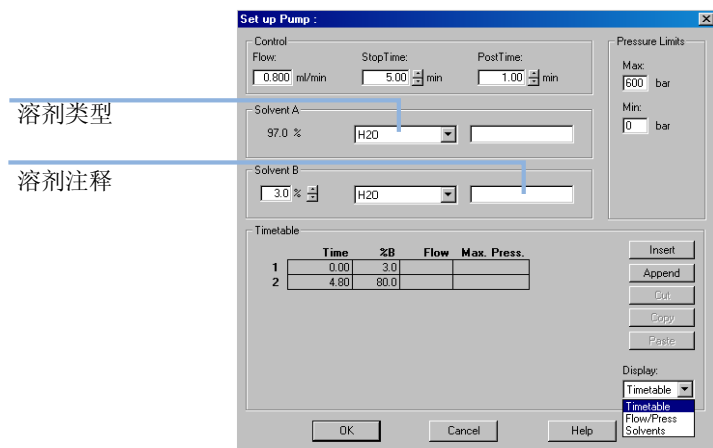 Set up Pump :
Control
Flow: StopTime: PostTime:
0.800 ml/min 5.00 min 1.00 min
Pressure Limits
Max:
600 bar
Min:
0 bar
溶剂类型
Solvent A
97.0 % H2O
溶剂注释
Solvent B
3.0 % H2O
Timetable
Time %B Flow Max. Press.
1 0.00 3.0
2 4.80 80.0
Insert
Append
Cut
Copy
Paste
Display:
Timetable
Timetable
Flow/Press
Solvents
OK Cancel Help